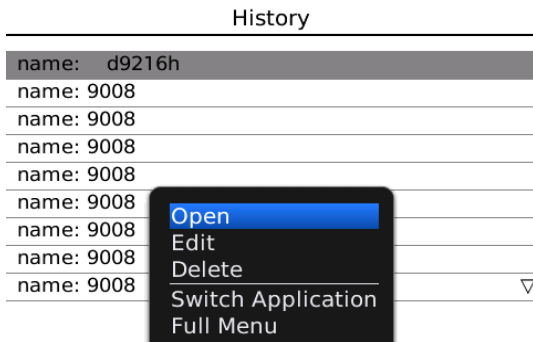 History
name: d9216h
name: 9008
name: 9008
name: 9008
name: 9008
name: 9008
name: 9008
name: 9008
name: 9008
Open
Edit
Delete
Switch Application
Full Menu